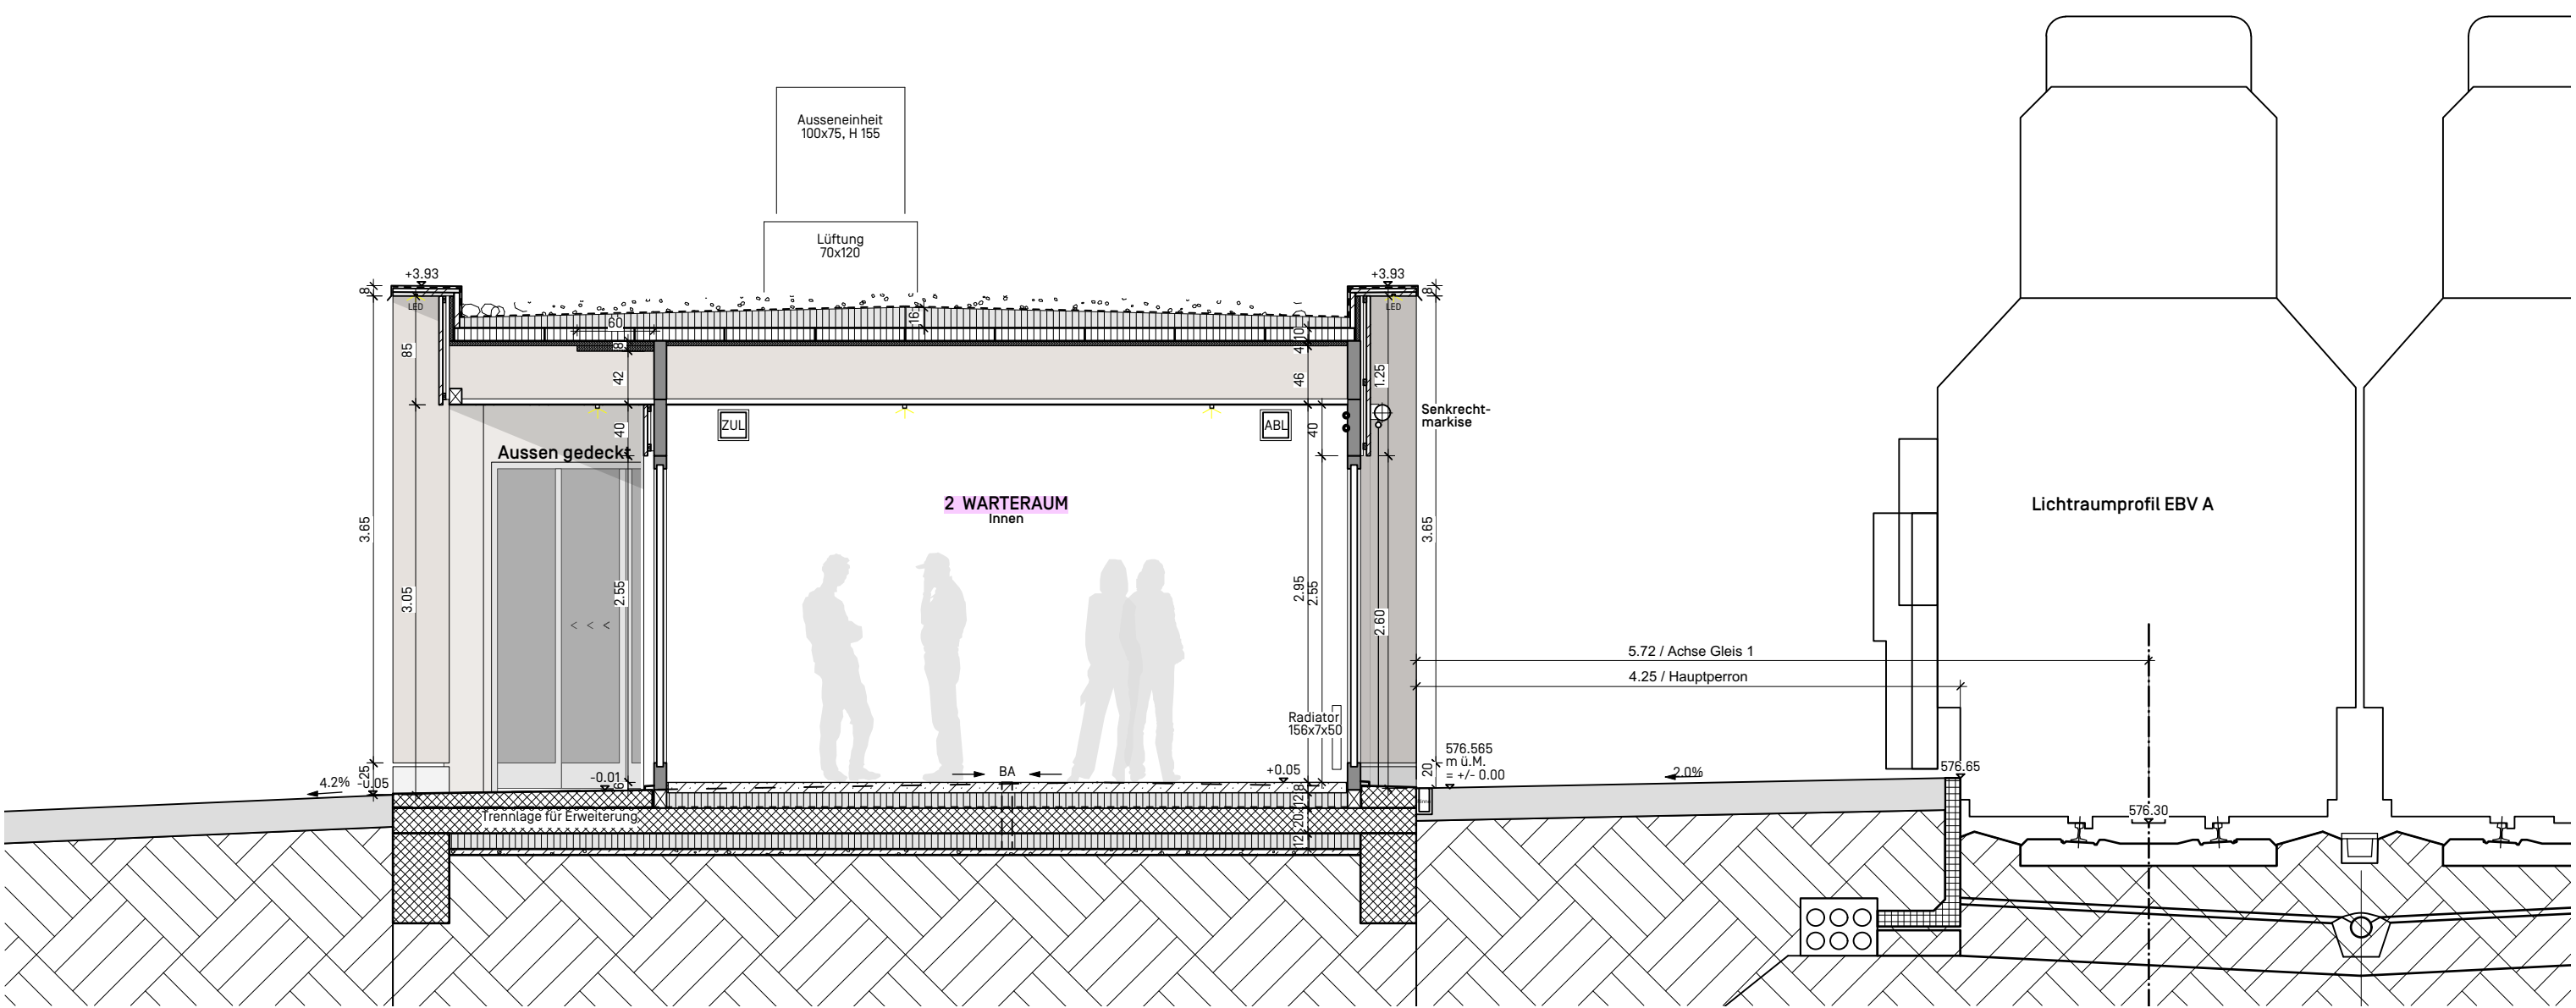 Ausseneinheit
100x75, H 155
Lüftung
70x120
+3.93
+3.93
8
8
LED
LED
60
16
10
4
8
85
42
46
1.25
ZUL
ABL
40
40
Senkrecht-
markise
Aussen gedeckt
2 WARTERAUM
Innen
Lichtraumprofil EBV A
3.65
3.65
3.05
2.55
2.95
2.55
2.60
< < <
5.72 / Achse Gleis 1
4.25 / Hauptperron
Radiator
156x7x50
576.565
m ü.M.
= +/- 0.00
4.2%
25
-0.05
-0.01
6
BA
+0.05
20
2.0%
576.65
576.30
8
12
20
12
Trennlage für Erweiterung